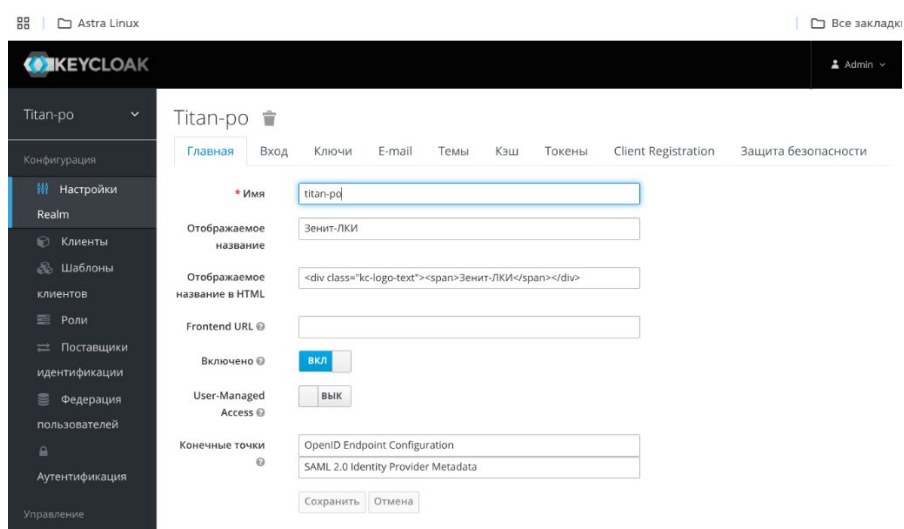 Astra Linux
Все закладки
KEYCLOAK
Admin
Titan-po
Titan-po
Главная Вход Ключи E-mail Темы Кэш Токены Client Registration Защита безопасности
Конфигурация
Настройки
Realm
Клиенты
Шаблоны
клиентов
Роли
Поставщики
идентификации
Федерация
пользователей
Аутентификация
Управление
* Имя
titan-po
Отображаемое
название
Зенит-ЛКИ
Отображаемое
название в HTML
<div class="kc-logo-text"><span>Зенит-ЛКИ</span></div>
Frontend URL
Включено
ВКЛ
User-Managed
Access
ВЫК
Конечные точки
OpenID Endpoint Configuration
SAML 2.0 Identity Provider Metadata
Сохранить Отмена